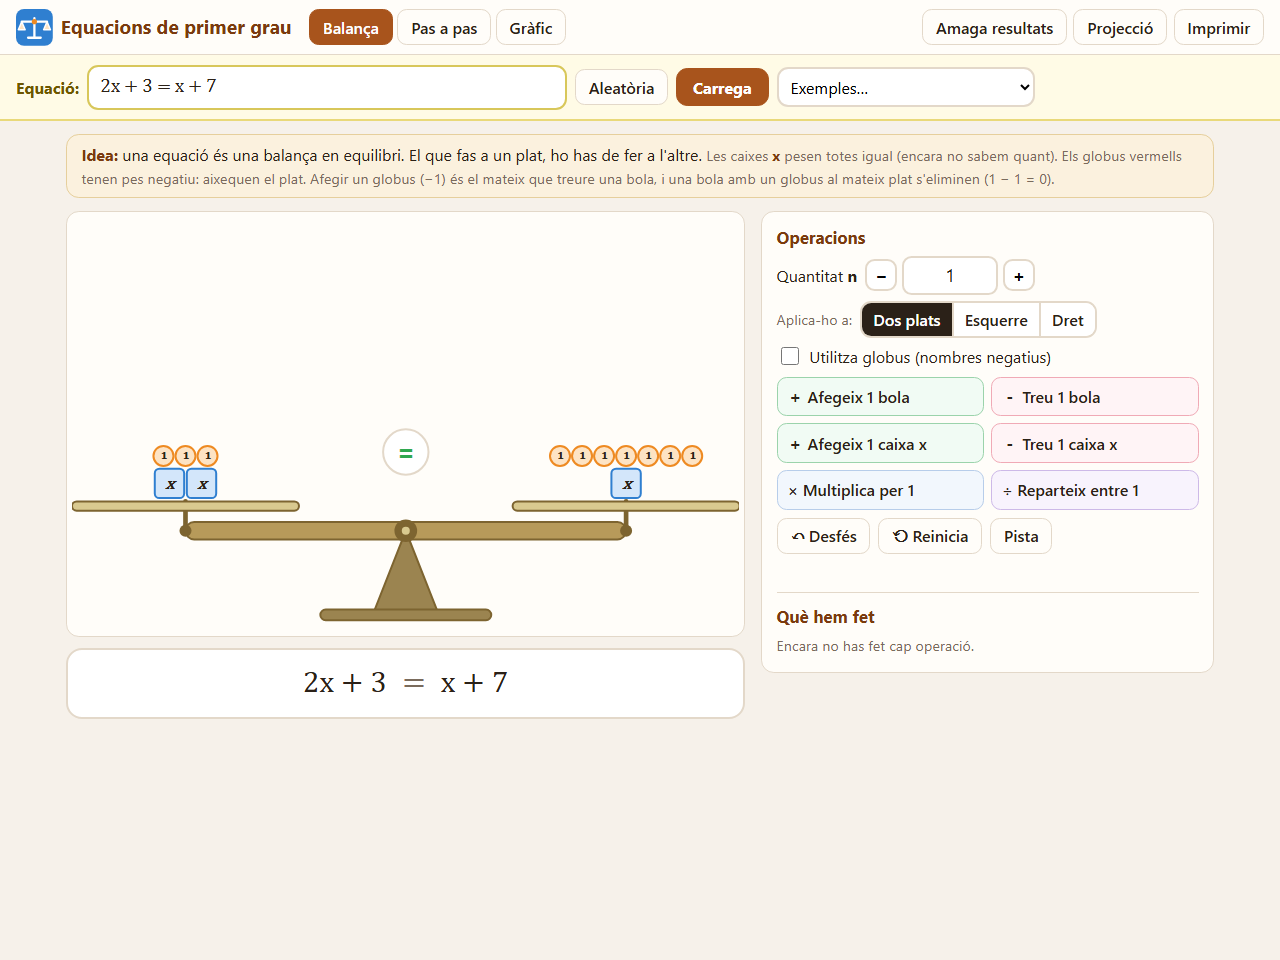 Equacions de primer grau
Balança
Pas a pas
Gràfic
Amaga resultats
Projecció
Imprimir
Equació:
2x + 3 = x + 7
Aleatòria
Carrega
Exemples...
Idea: una equació és una balança en equilibri. El que fas a un plat, ho has de fer a l'altre. Les caixes x pesen totes igual (encara no sabem quant). Els globus vermells
tenen pes negatiu: aixequen el plat. Afegir un globus (−1) és el mateix que treure una bola, i una bola amb un globus al mateix plat s'eliminen (1 − 1 = 0).
1 1 1
x x
=
1 1 1 1 1 1 1
x
2x + 3 = x + 7
Operacions
Quantitat n
−
1
+
Aplica-ho a:
Dos plats
Esquerre
Dret
Utilitza globus (nombres negatius)
+ Afegeix 1 bola
- Treu 1 bola
+ Afegeix 1 caixa x
- Treu 1 caixa x
× Multiplica per 1
÷ Reparteix entre 1
↶ Desfés
⟲ Reinicia
Pista
Què hem fet
Encara no has fet cap operació.